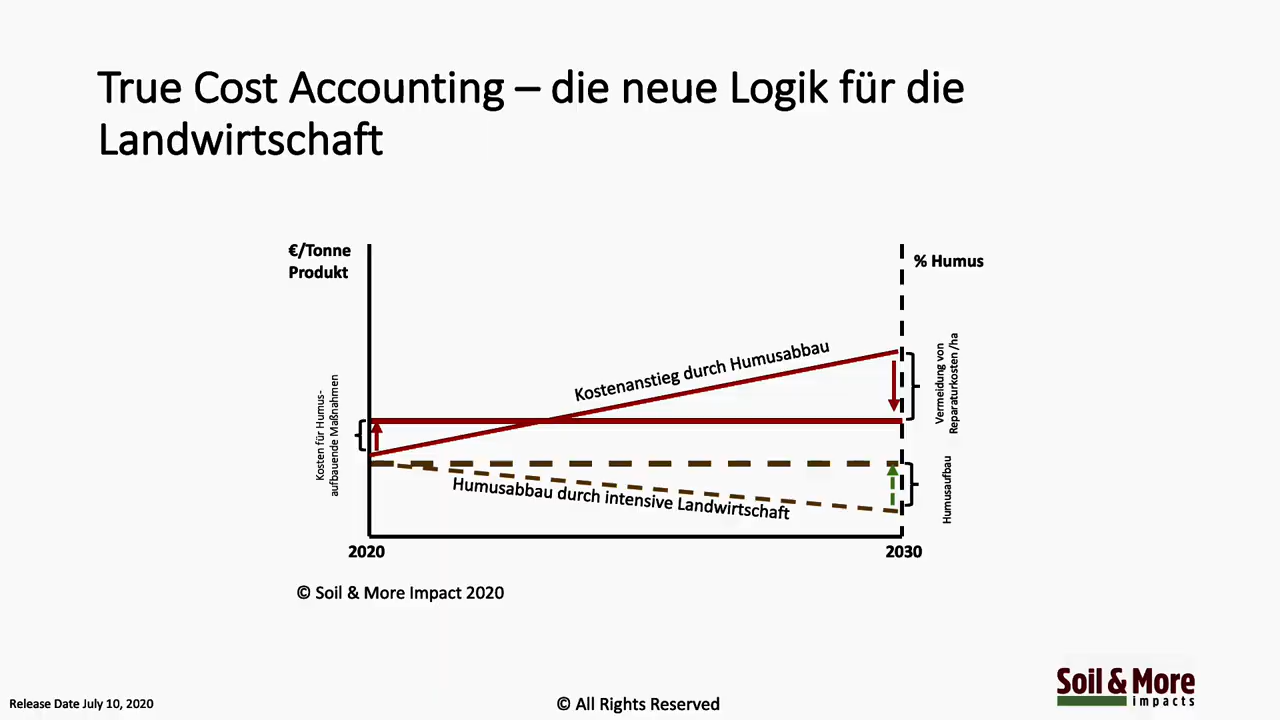 True Cost Accounting – die neue Logik für die
Landwirtschaft
€/Tonne
Produkt
% Humus
Kostenanstieg durch Humusabbau
Vermeidung von
Reparaturkosten /ha
Kosten für Humus-
aufbauende Maßnahmen
Humusabbau durch intensive Landwirtschaft
Humusaufbau
2020
2030
© Soil & More Impact 2020
Release Date July 10, 2020
© All Rights Reserved
Soil & More
impacts